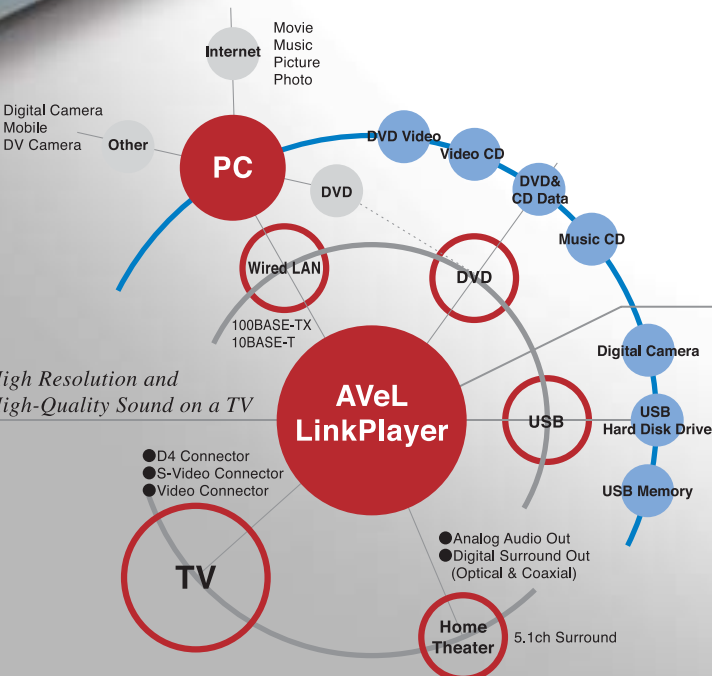 Internet
Movie
Music
Picture
Photo
Digital Camera
Mobile
DV Camera
Other
PC
DVD
DVD Video
Video CD
DVD&
CD Data
Music CD
Wired LAN
100BASE-TX
10BASE-T
DVD
High Resolution and
High-Quality Sound on a TV
AVeL
LinkPlayer
USB
Digital Camera
USB
Hard Disk Drive
USB Memory
●D4 Connector
●S-Video Connector
●Video Connector
TV
●Analog Audio Out
●Digital Surround Out
(Optical & Coaxial)
Home
Theater
5.1ch Surround